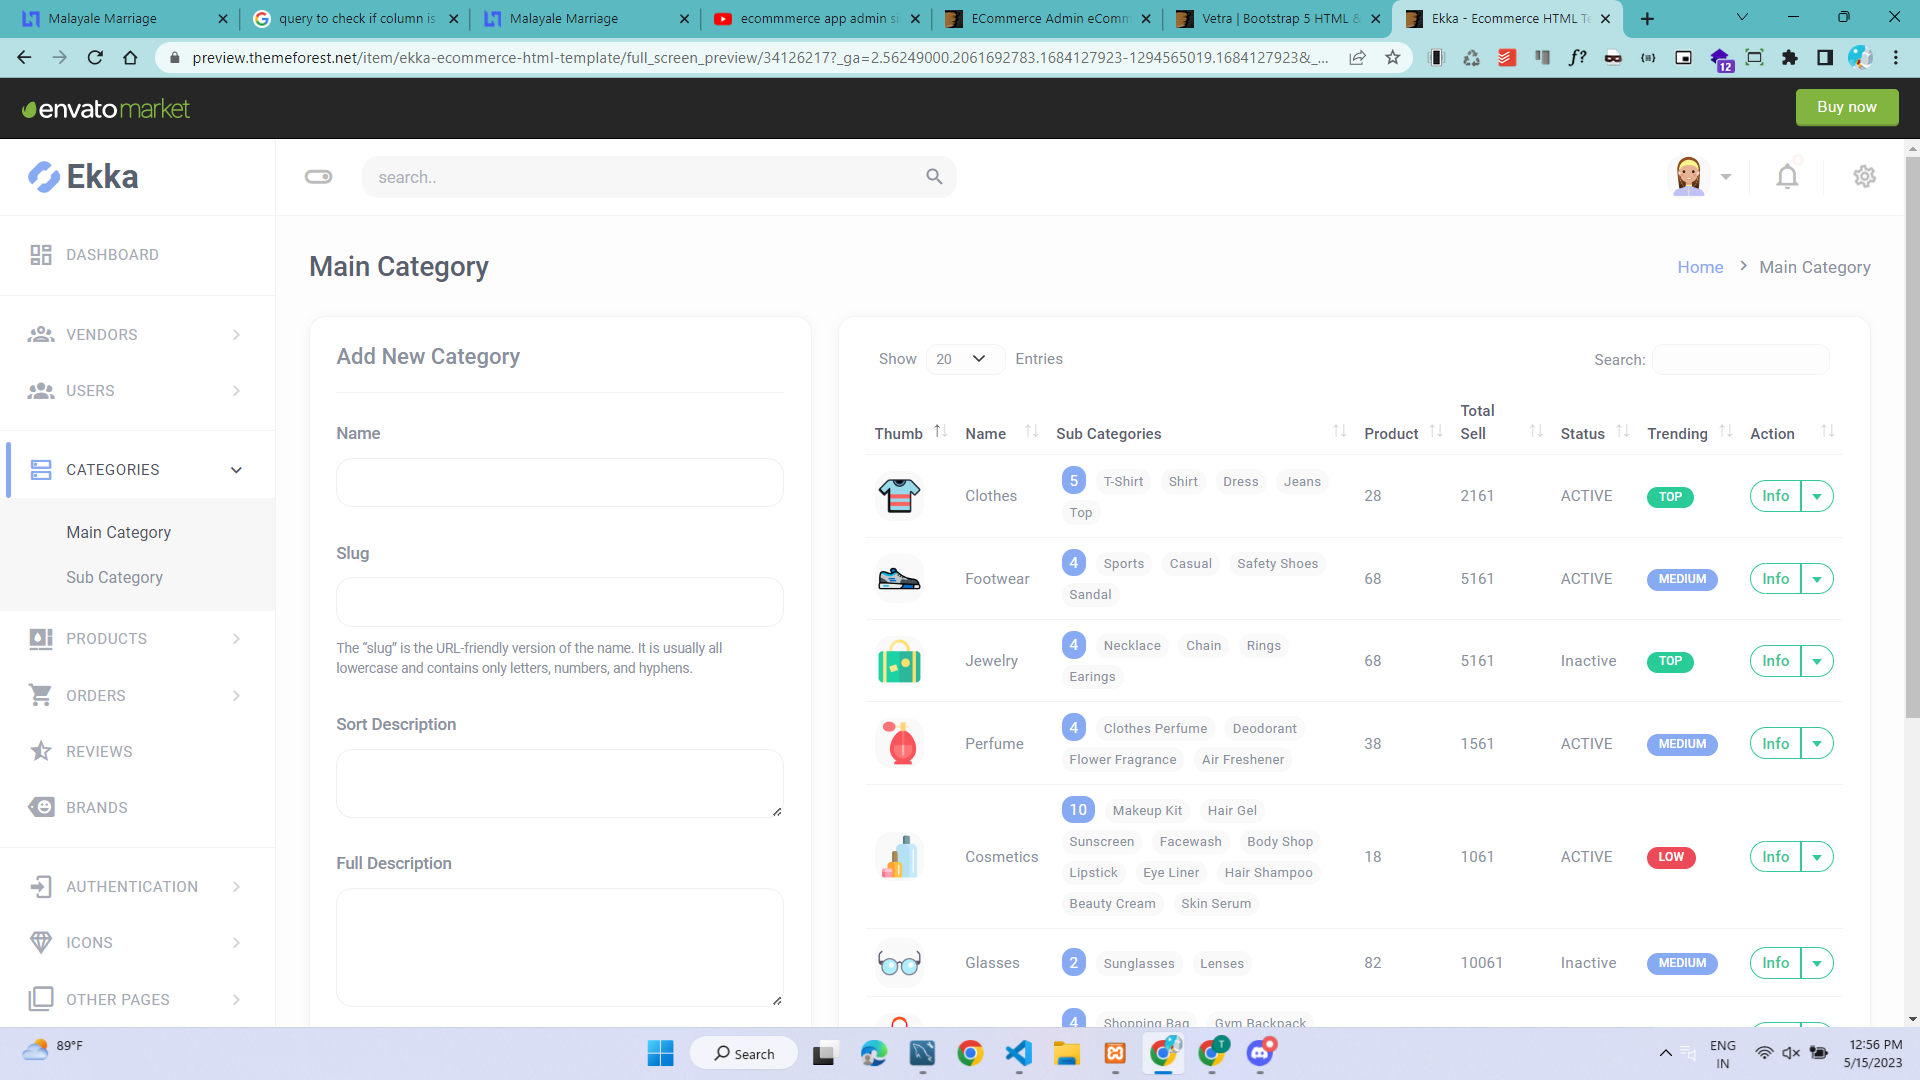 Malayale Marriage
query to check if column is
Malayale Marriage
ecommmerce app admin si
ECommerce Admin eComm
Vetra | Bootstrap 5 HTML &
Ekka - Ecommerce HTML Te
preview.themeforest.net/item/ekka-ecommerce-html-template/full_screen_preview/34126217?_ga=2.56249000.2061692783.1684127923-1294565019.1684127923&_...
f?
12
envatomarket
Buy now
Ekka
search..
DASHBOARD
VENDORS
USERS
CATEGORIES
Main Category
Sub Category
PRODUCTS
ORDERS
REVIEWS
BRANDS
AUTHENTICATION
ICONS
OTHER PAGES
Main Category
Home > Main Category
Add New Category
Name
Slug
The “slug” is the URL-friendly version of the name. It is usually all
lowercase and contains only letters, numbers, and hyphens.
Sort Description
Full Description
Show 20 Entries
Search:
Thumb Name Sub Categories Product Total Sell Status Trending Action
Clothes 5 T-Shirt Shirt Dress Jeans 28 2161 ACTIVE TOP Info
Top
Footwear 4 Sports Casual Safety Shoes 68 5161 ACTIVE MEDIUM Info
Sandal
Jewelry 4 Necklace Chain Rings 68 5161 Inactive TOP Info
Earings
Perfume 4 Clothes Perfume Deodorant 38 1561 ACTIVE MEDIUM Info
Flower Fragrance Air Freshener
Cosmetics 10 Makeup Kit Hair Gel 18 1061 ACTIVE LOW Info
Sunscreen Facewash Body Shop
Lipstick Eye Liner Hair Shampoo
Beauty Cream Skin Serum
Glasses 2 Sunglasses Lenses 82 10061 Inactive MEDIUM Info
4 Shopping Bag Gym Backpack
89°F
Search
T
ENG
IN
12:56 PM
5/15/2023